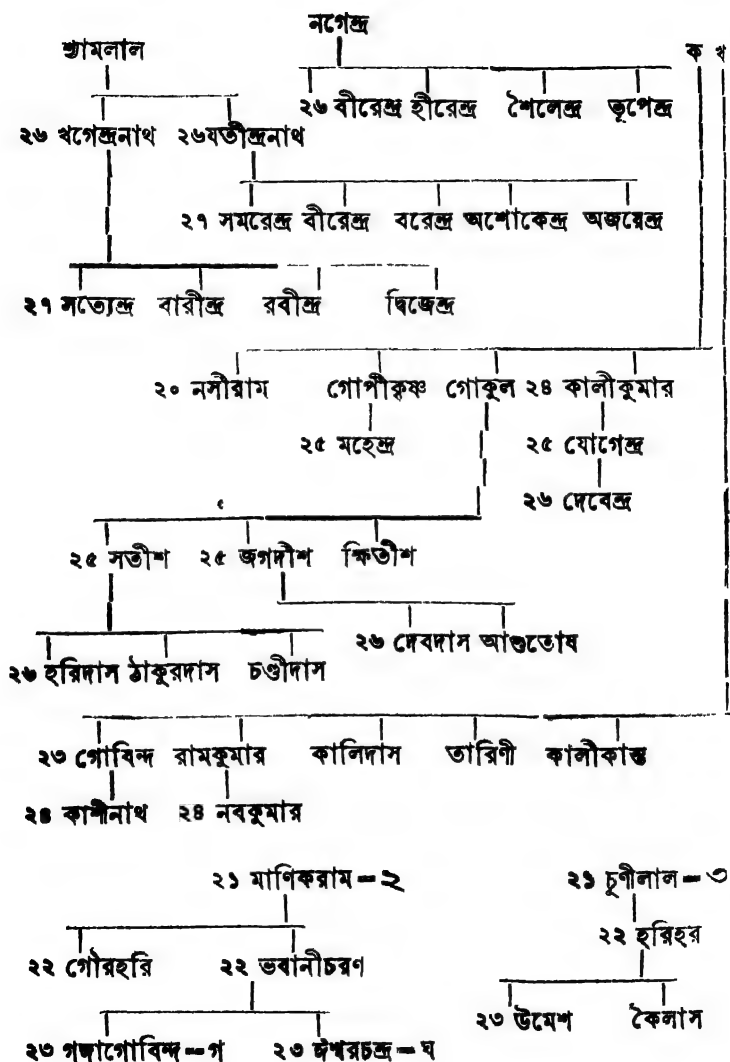 নগেন্দ্র
শ্যামলাল
ক খ
২৬ বীরেন্দ্র হীরেন্দ্র শৈলেন্দ্র ভূপেন্দ্র
২৬ খগেন্দ্রনাথ ২৬যতীন্দ্রনাথ
২৭ সমরেন্দ্র বীরেন্দ্র বরেন্দ্র অশোকেন্দ্র অজয়েন্দ্র
২৭ সত্যেন্দ্র বারীন্দ্র রবীন্দ্র দ্বিজেন্দ্র
২০ নসীরাম গোপীকৃষ্ণ গোকুল ২৪ কালীকুমার
২৫ মহেন্দ্র ২৫ যোগেন্দ্র
২৬ দেবেন্দ্র
২৫ সতীশ ২৫ জগদীশ ক্ষিতীশ
২৬ দেবদাস আশুতোষ
২৬ হরিদাস ঠাকুরদাস চণ্ডীদাস
২৩ গোবিন্দ রামকুমার কালিদাস তারিণী কালীকান্ত
২৪ কাশীনাথ ২৪ নবকুমার
২১ মাণিকরাম = ২ ২১ চূণীলাল = ৩
২২ হরিহর
২২ গৌরহরি ২২ ভবানীচরণ
২৩ উমেশ কৈলাস
২৩ গঙ্গাগোবিন্দ = গ ২৩ ঈশ্বরচন্দ্র = ঘ